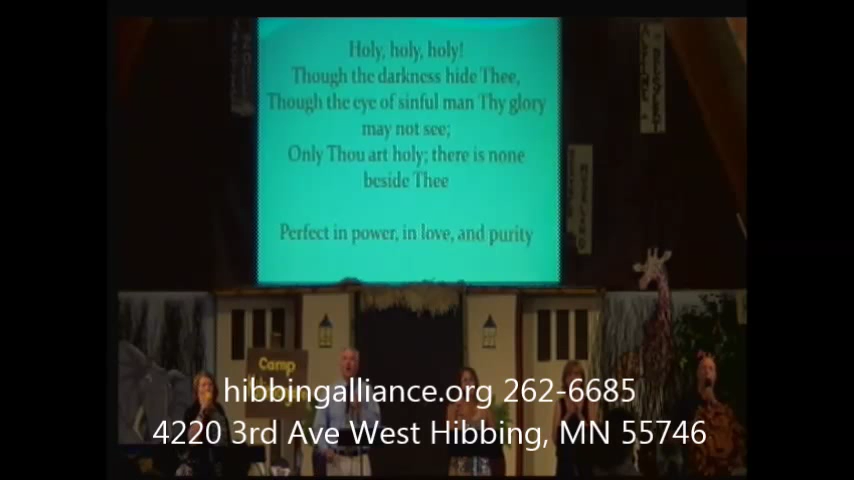 Holy, holy, holy!
Though the darkness hide Thee,
Though the eye of sinful man Thy glory
may not see;
Only Thou art holy; there is none
beside Thee
Perfect in power, in love, and purity
Camp
hibbingalliance.org 262-6685
4220 3rd Ave West Hibbing, MN 55746